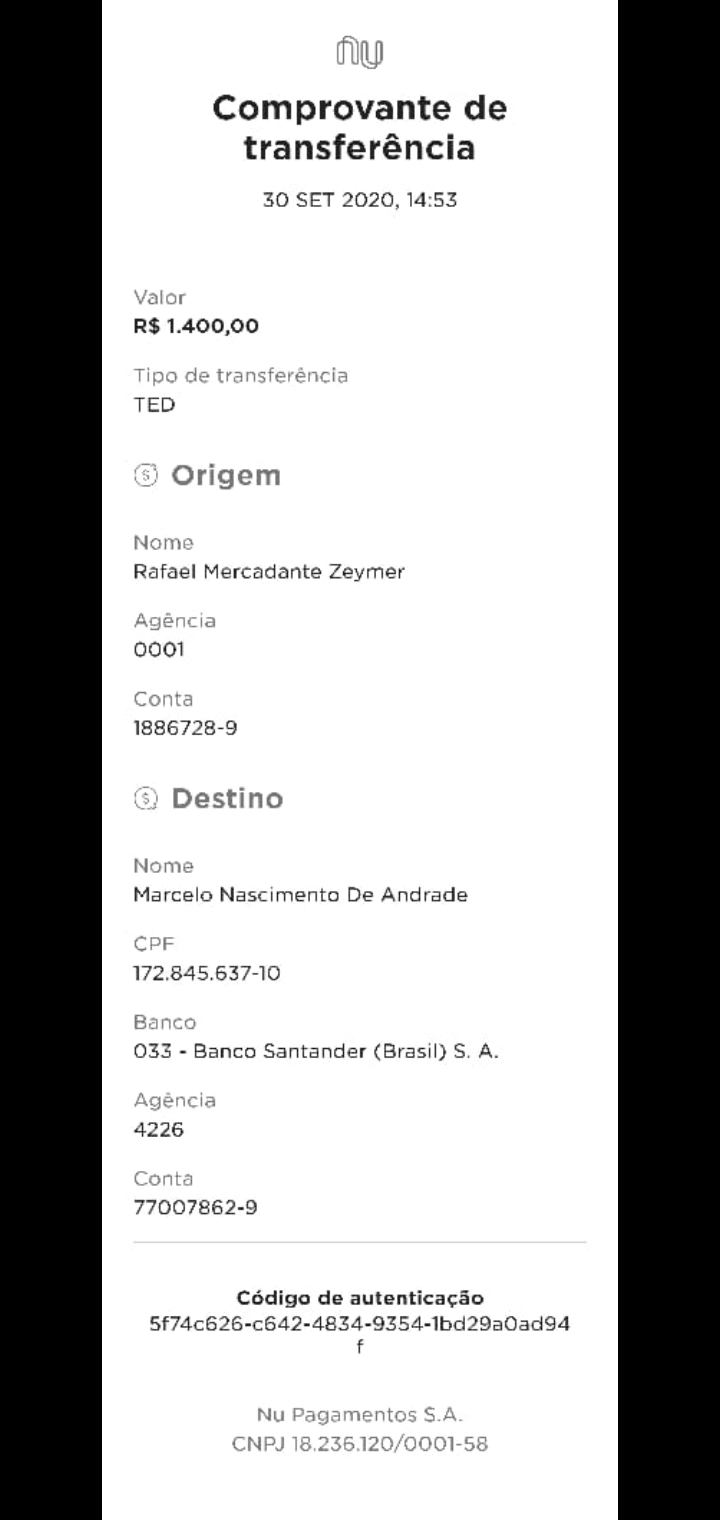 nu
Comprovante de
transferência
30 SET 2020, 14:53
Valor
R$ 1.400,00
Tipo de transferência
TED
Origem
Nome
Rafael Mercadante Zeymer
Agência
0001
Conta
1886728-9
Destino
Nome
Marcelo Nascimento De Andrade
CPF
172.845.637-10
Banco
033 - Banco Santander (Brasil) S. A.
Agência
4226
Conta
77007862-9
Código de autenticação
5f74c626-c642-4834-9354-1bd29a0ad94
f
Nu Pagamentos S.A.
CNPJ 18.236.120/0001-58